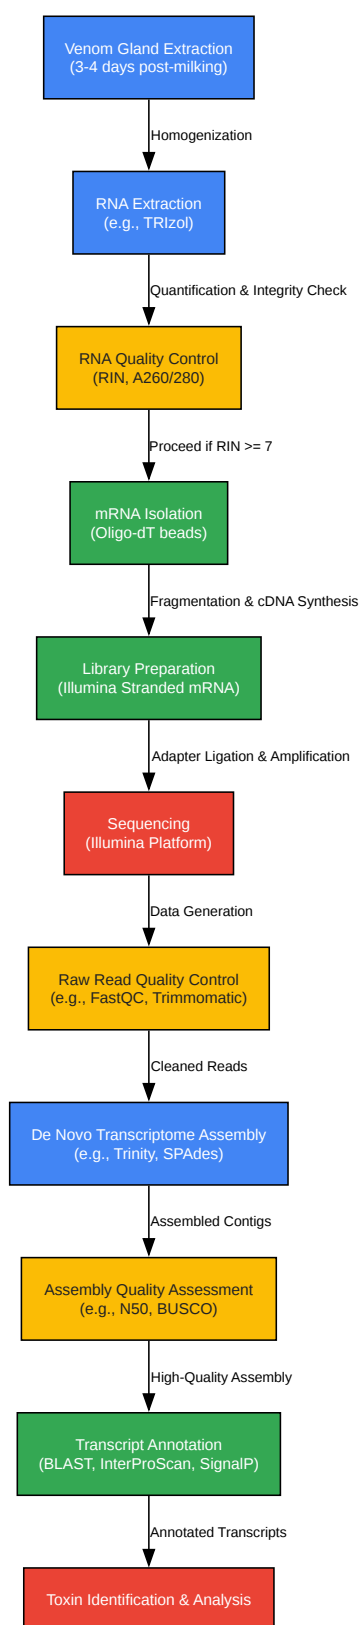 Venom Gland Extraction
(3-4 days post-milking)
Homogenization
RNA Extraction
(e.g., TRIzol)
Quantification & Integrity Check
RNA Quality Control
(RIN, A260/280)
Proceed if RIN >= 7
mRNA Isolation
(Oligo-dT beads)
Fragmentation & cDNA Synthesis
Library Preparation
(Illumina Stranded mRNA)
Adapter Ligation & Amplification
Sequencing
(Illumina Platform)
Data Generation
Raw Read Quality Control
(e.g., FastQC, Trimmomatic)
Cleaned Reads
De Novo Transcriptome Assembly
(e.g., Trinity, SPAdes)
Assembled Contigs
Assembly Quality Assessment
(e.g., N50, BUSCO)
High-Quality Assembly
Transcript Annotation
(BLAST, InterProScan, SignalP)
Annotated Transcripts
Toxin Identification & Analysis